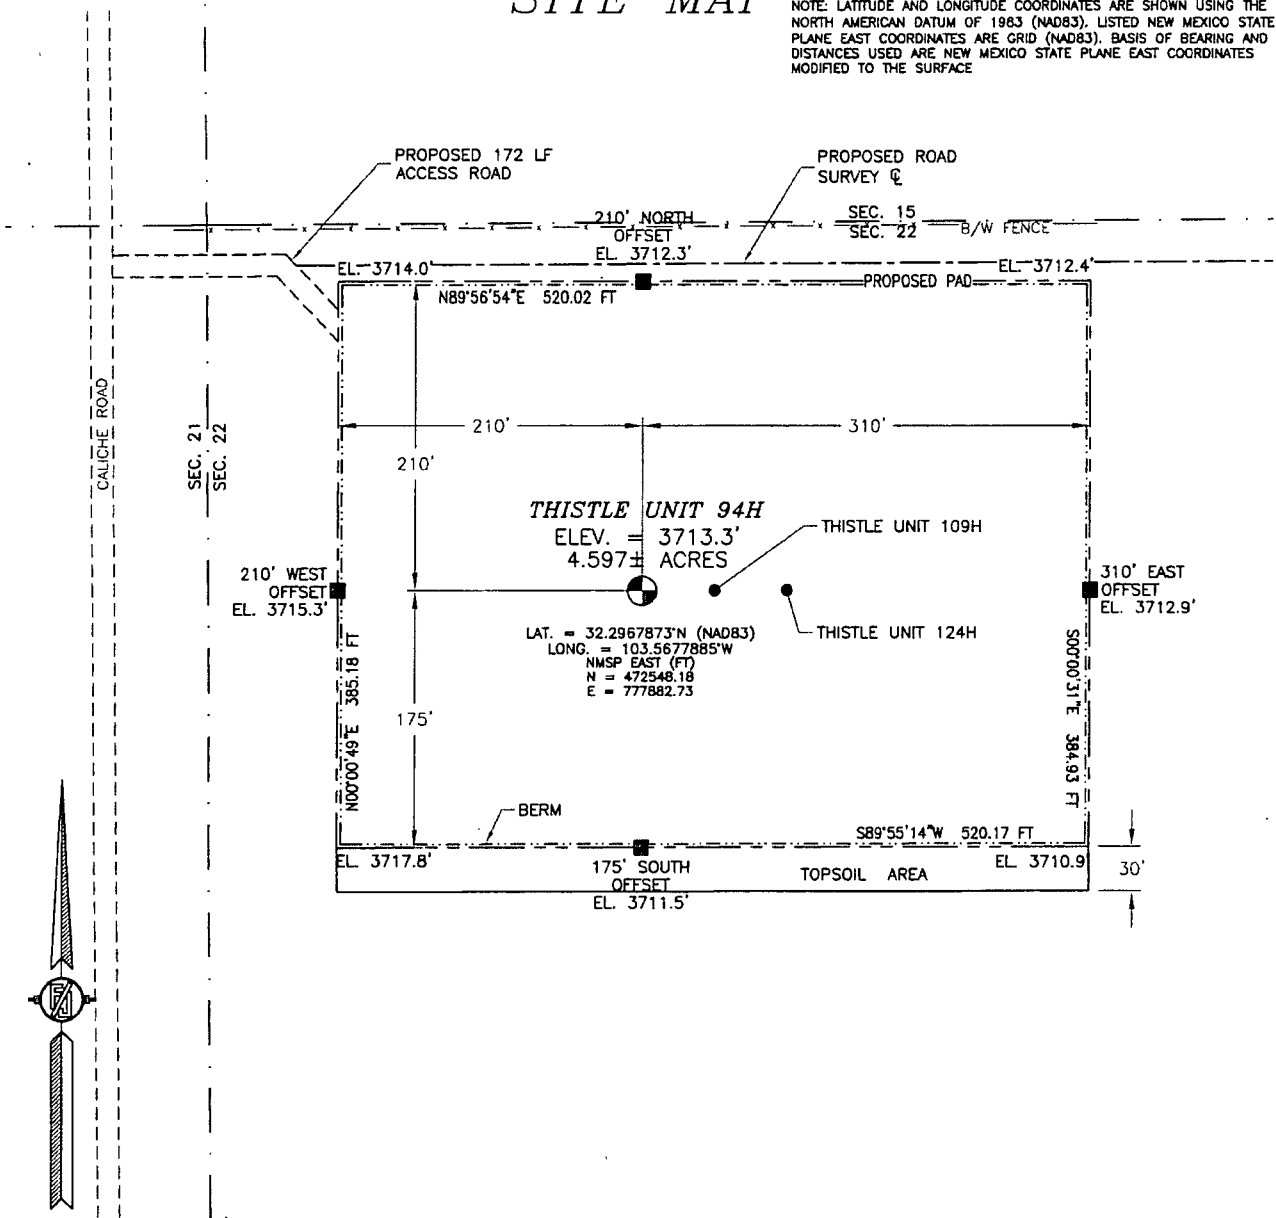 SITE MAP
NOTE: LATITUDE AND LONGITUDE COORDINATES ARE SHOWN USING THE
NORTH AMERICAN DATUM OF 1983 (NAD83). LISTED NEW MEXICO STATE
PLANE EAST COORDINATES ARE GRID (NAD83). BASIS OF BEARING AND
DISTANCES USED ARE NEW MEXICO STATE PLANE EAST COORDINATES
MODIFIED TO THE SURFACE
PROPOSED 172 LF
ACCESS ROAD
PROPOSED ROAD
SURVEY ℄
210' NORTH
OFFSET
EL. 3712.3'
SEC. 15
SEC. 22
B/W FENCE
EL. 3714.0'
EL. 3712.4'
PROPOSED PAD
N89°56'54"E 520.02 FT
CALICHE ROAD
SEC. 21
SEC. 22
210'
310'
210'
THISTLE UNIT 94H
ELEV. = 3713.3'
4.597± ACRES
THISTLE UNIT 109H
210' WEST
OFFSET
EL. 3715.3'
310' EAST
OFFSET
EL. 3712.9'
THISTLE UNIT 124H
LAT. = 32.2967873°N (NAD83)
LONG. = 103.5677885°W
NMSP EAST (FT)
N = 472548.18
E = 777882.73
N00°00'49"E 385.18 FT
S00°00'31"E 384.93 FT
175'
BERM
S89°55'14"W 520.17 FT
EL. 3717.8'
175' SOUTH
OFFSET
EL. 3711.5'
TOPSOIL AREA
EL. 3710.9'
30'